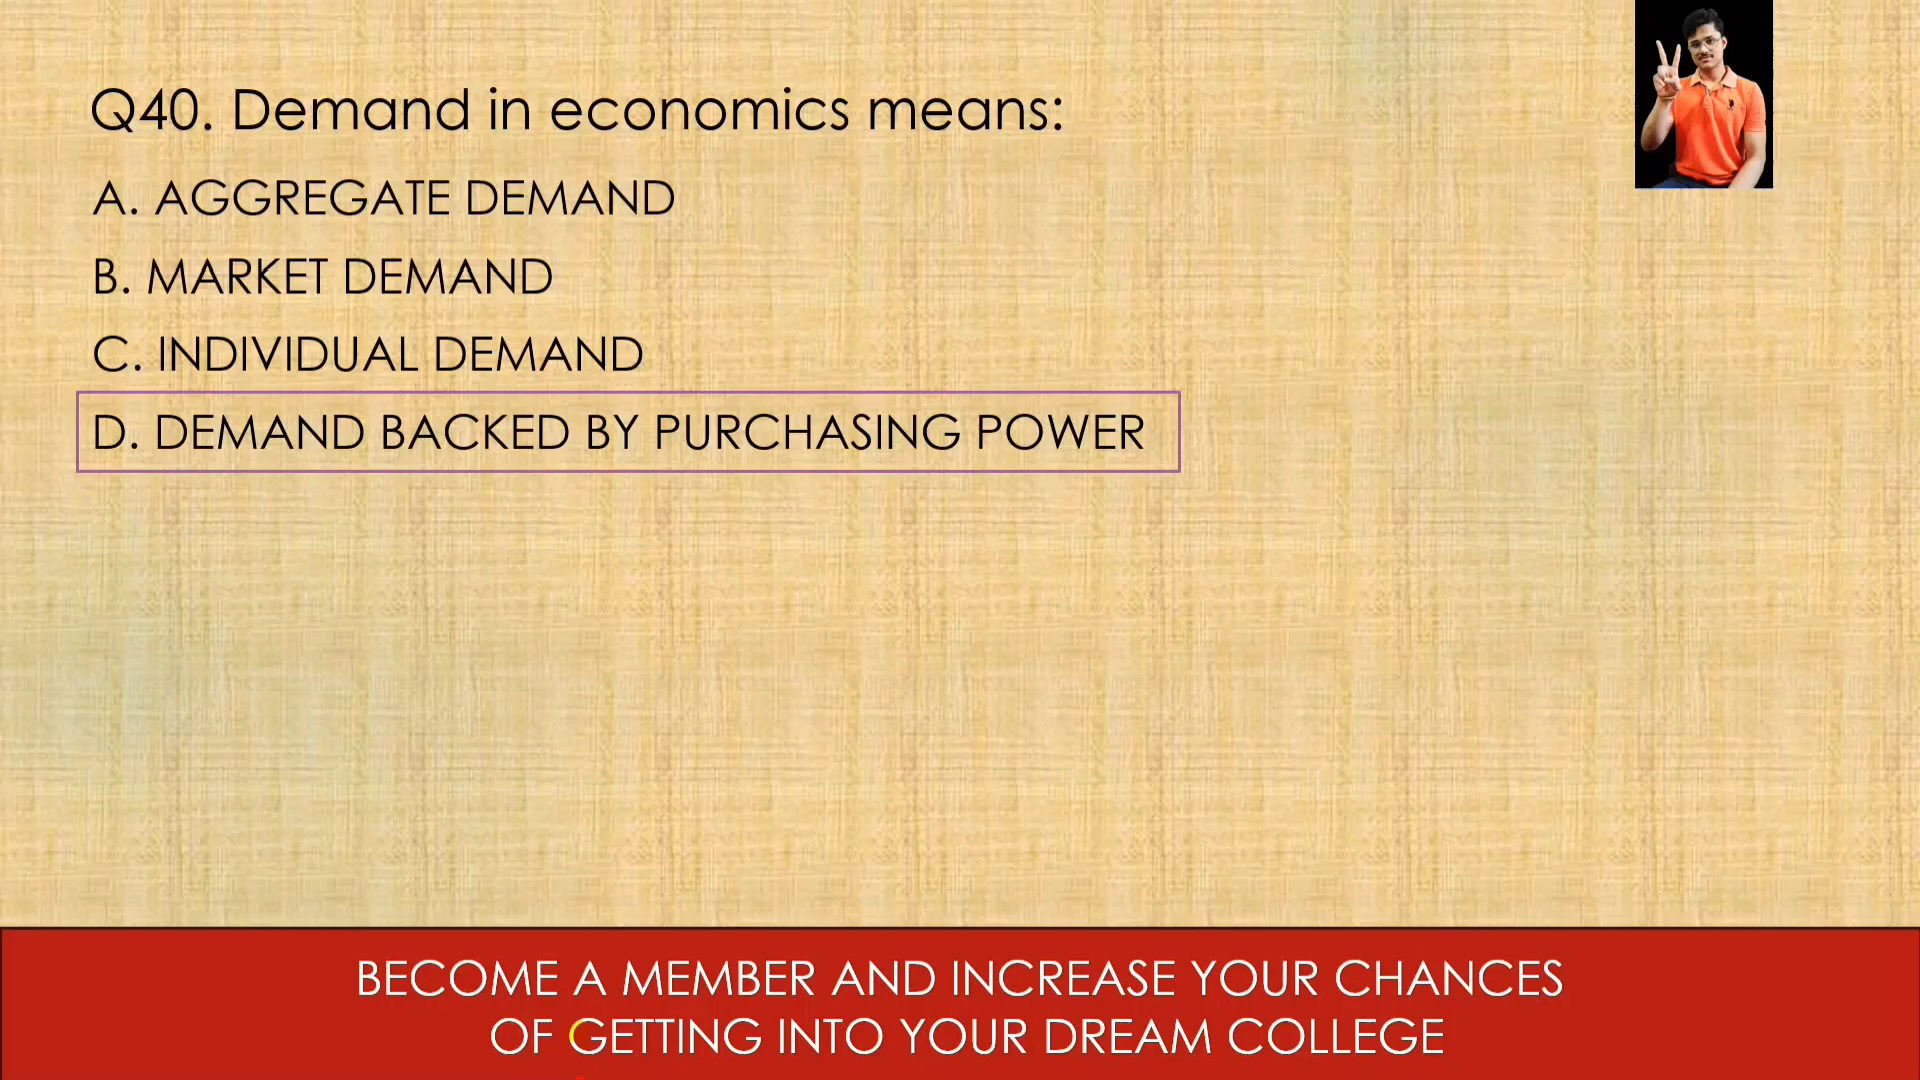 Q40. Demand in economics means:
A. AGGREGATE DEMAND
B. MARKET DEMAND
C. INDIVIDUAL DEMAND
D. DEMAND BACKED BY PURCHASING POWER
BECOME A MEMBER AND INCREASE YOUR CHANCES
OF GETTING INTO YOUR DREAM COLLEGE